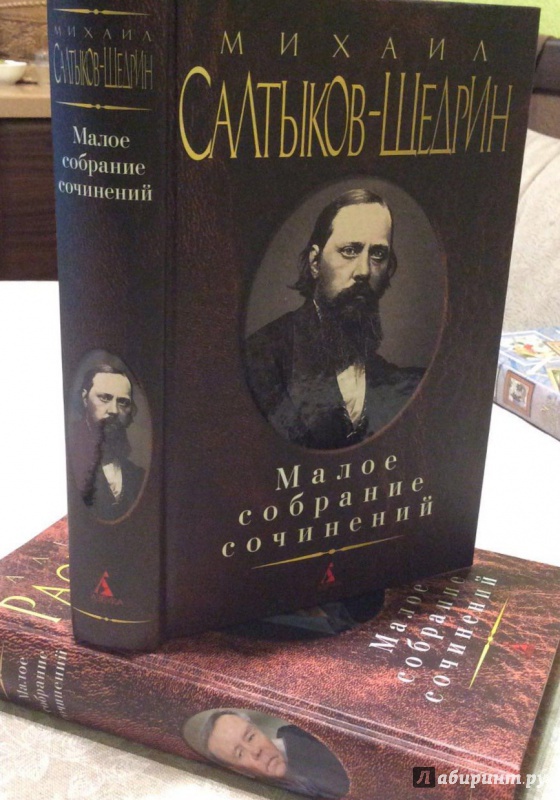 МИХАИЛ
САЛТЫКОВ-ЩЕДРИН
Малое
собрание
сочинений
МИХАИЛ
САЛТЫКОВ-ЩЕДРИН
Малое
собрание
сочинений
Малое
собрание
сочинений
РАС
Малое
собрание
сочинений
Лабиринт.ру